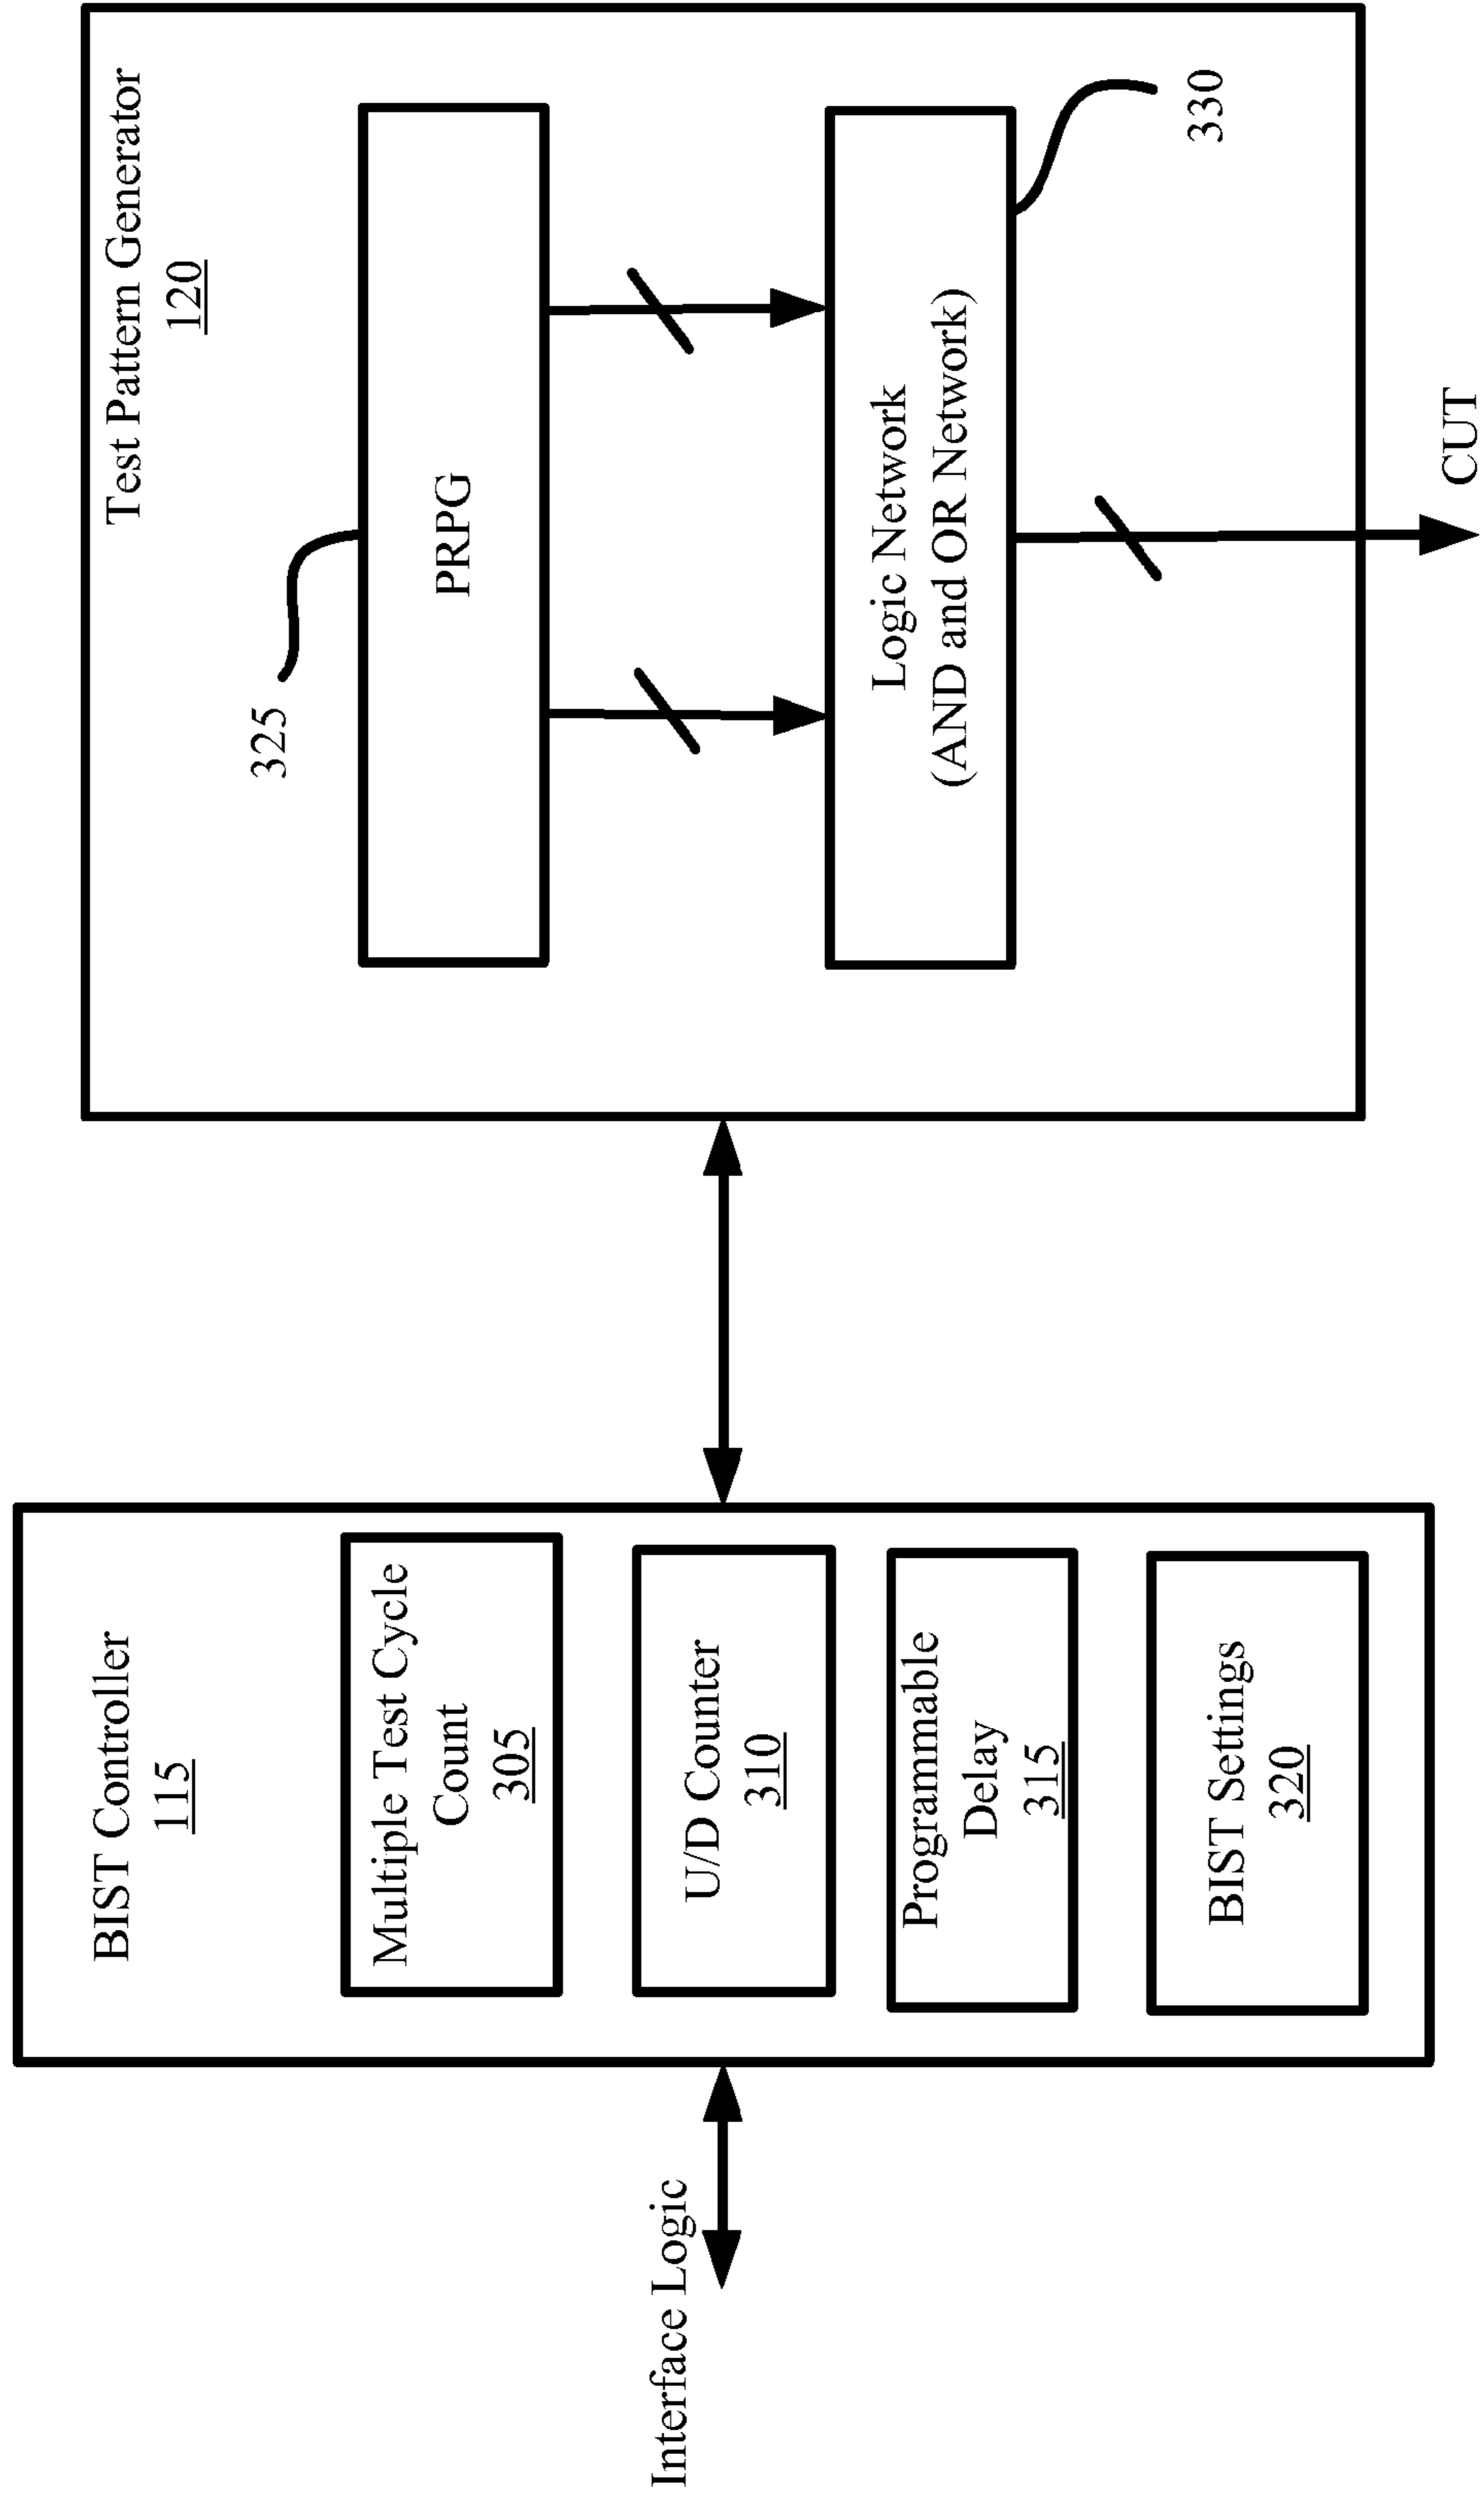 Interface Logic
BIST Controller
115
Multiple Test Cycle
Count
305
U/D Counter
310
Programmable
Delay
315
BIST Settings
320
Test Pattern Generator
120
325
PRPG
Logic Network
(AND and OR Network)
330
CUT